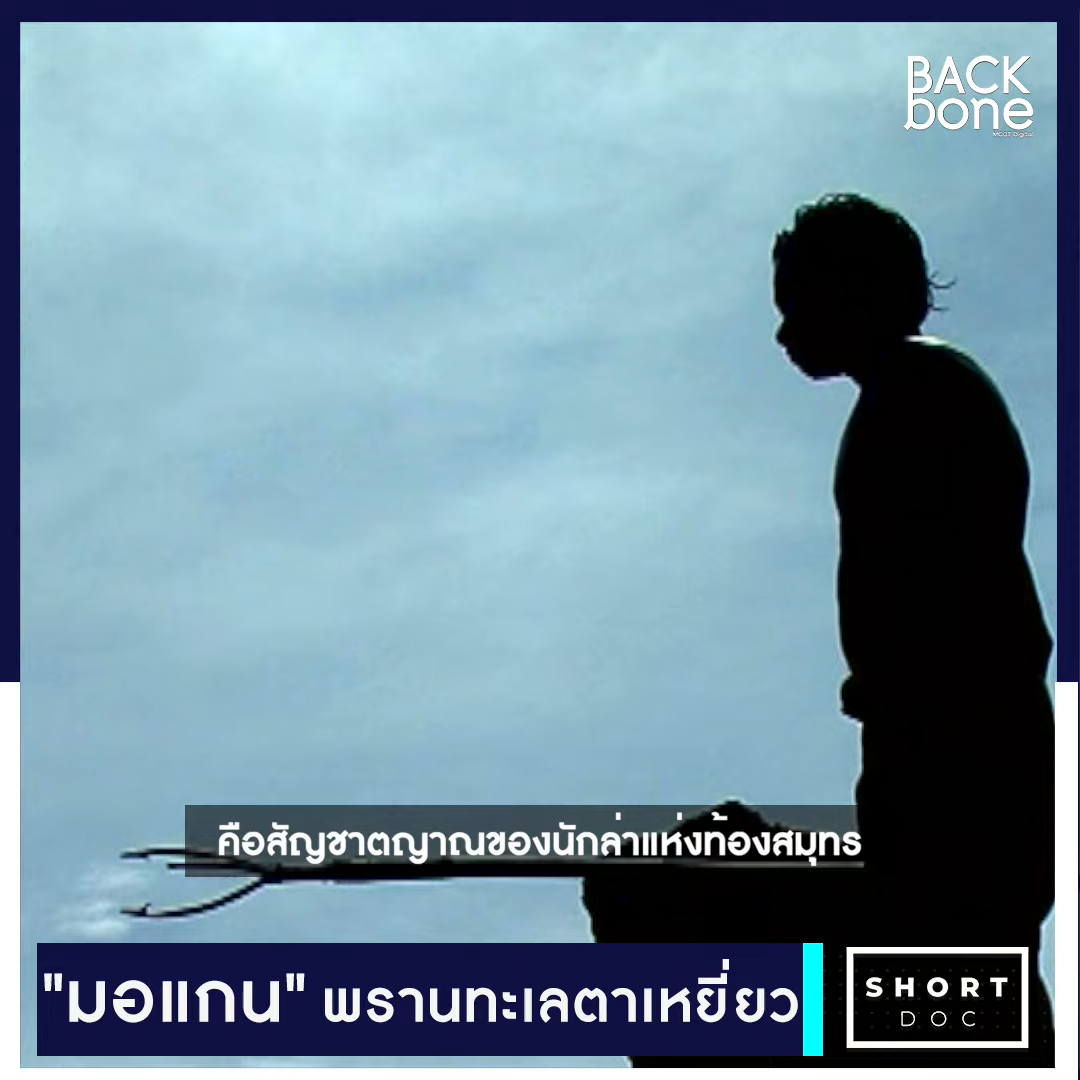 BACK
bone
MCOT Digital
คือสัญชาตญาณของนักล่าแห่งท้องสมุทร
"มอแกน" พรานทะเลตาเหยี่ยว
SHORT
DOC